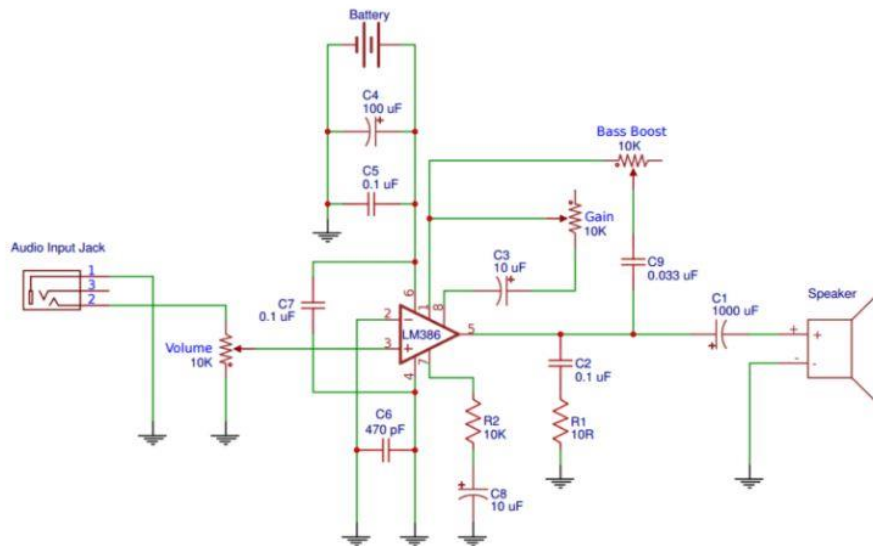 Battery
C4
100 uF
+
C5
0.1 uF
Bass Boost
10K
Gain
10K
Audio Input Jack
1
3
2
C3
10 uF
+
C9
0.033 uF
C7
0.1 uF
6
1
8
C1
1000 uF
+
Speaker
Volume
10K
2
-
LM386
3
+
5
4
7
+
+
-
-
C2
0.1 uF
R1
10R
C6
470 pF
R2
10K
+
C8
10 uF